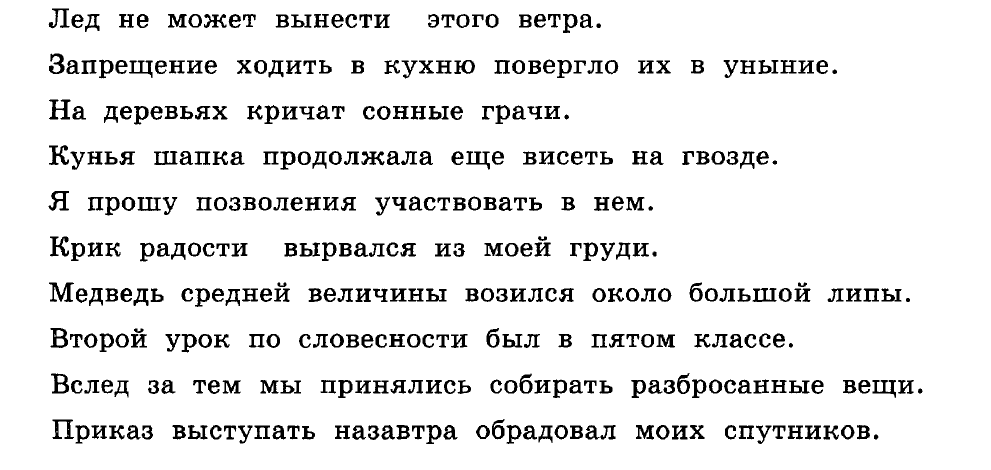 Лед не может вынести этого ветра.
Запрещение ходить в кухню повергло их в уныние.
На деревьях кричат сонные грачи.
Кунья шапка продолжала еще висеть на гвозде.
Я прошу позволения участвовать в нем.
Крик радости вырвался из моей груди.
Медведь средней величины возился около большой липы.
Второй урок по словесности был в пятом классе.
Вслед за тем мы принялись собирать разбросанные вещи.
Приказ выступать назавтра обрадовал моих спутников.